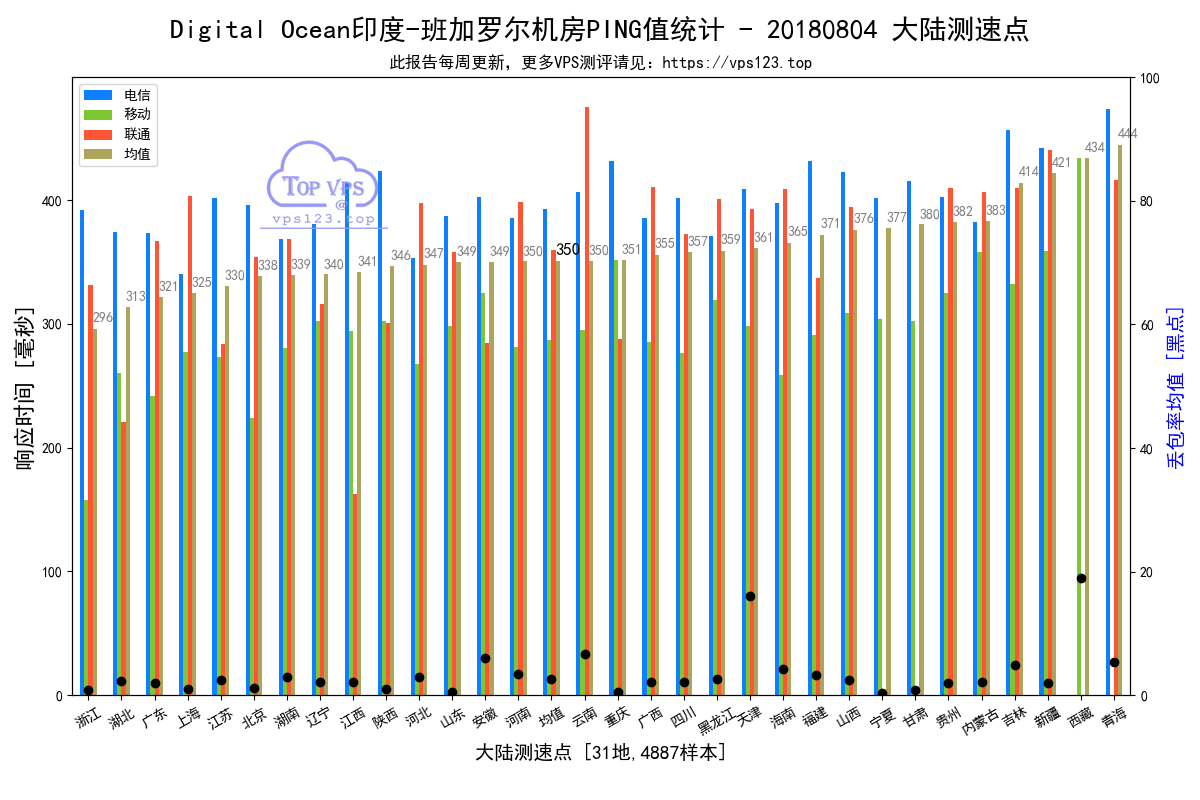 Digital Ocean印度-班加罗尔机房PING值统计 - 20180804 大陆测速点
此报告每周更新，更多VPS测评请见：https://vps123.top
电信
移动
联通
均值
TOP VPS
@
vps123.top
响应时间 [毫秒]
400
300
200
100
0
296 313 321 325 330 338 339 340 341 346 347 349 349 350 350 350 351 355 357 359 361 365 371 376 377 380 382 383 414 421 434 444
100
80
60
40
20
0
丢包率均值 [黑点]
浙江 湖北 广东 上海 江苏 北京 湖南 辽宁 江西 陕西 河北 山东 安徽 河南 均值 云南 重庆 广西 四川 黑龙江 天津 海南 福建 山西 宁夏 甘肃 贵州 内蒙古 吉林 新疆 西藏 青海
大陆测速点 [31地,4887样本]